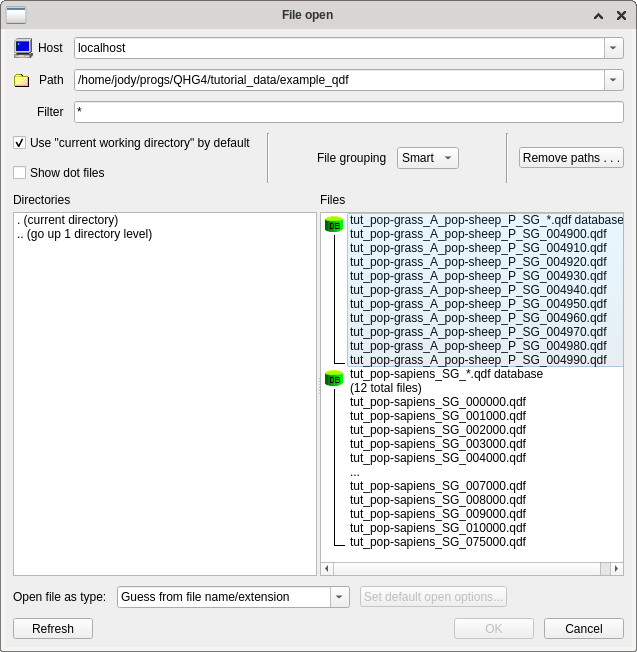 File open
Host
localhost
Path
/home/jody/progs/QHG4/tutorial_data/example_qdf
Filter
*
Use "current working directory" by default
Show dot files
File grouping
Smart
Remove paths . . .
Directories
. (current directory)
.. (go up 1 directory level)
Files
DB
tut_pop-grass_A_pop-sheep_P_SG_*.qdf database
tut_pop-grass_A_pop-sheep_P_SG_004900.qdf
tut_pop-grass_A_pop-sheep_P_SG_004910.qdf
tut_pop-grass_A_pop-sheep_P_SG_004920.qdf
tut_pop-grass_A_pop-sheep_P_SG_004930.qdf
tut_pop-grass_A_pop-sheep_P_SG_004940.qdf
tut_pop-grass_A_pop-sheep_P_SG_004950.qdf
tut_pop-grass_A_pop-sheep_P_SG_004960.qdf
tut_pop-grass_A_pop-sheep_P_SG_004970.qdf
tut_pop-grass_A_pop-sheep_P_SG_004980.qdf
tut_pop-grass_A_pop-sheep_P_SG_004990.qdf
DB
tut_pop-sapiens_SG_*.qdf database
(12 total files)
tut_pop-sapiens_SG_000000.qdf
tut_pop-sapiens_SG_001000.qdf
tut_pop-sapiens_SG_002000.qdf
tut_pop-sapiens_SG_003000.qdf
tut_pop-sapiens_SG_004000.qdf
...
tut_pop-sapiens_SG_007000.qdf
tut_pop-sapiens_SG_008000.qdf
tut_pop-sapiens_SG_009000.qdf
tut_pop-sapiens_SG_010000.qdf
tut_pop-sapiens_SG_075000.qdf
Open file as type:
Guess from file name/extension
Set default open options...
Refresh
OK
Cancel